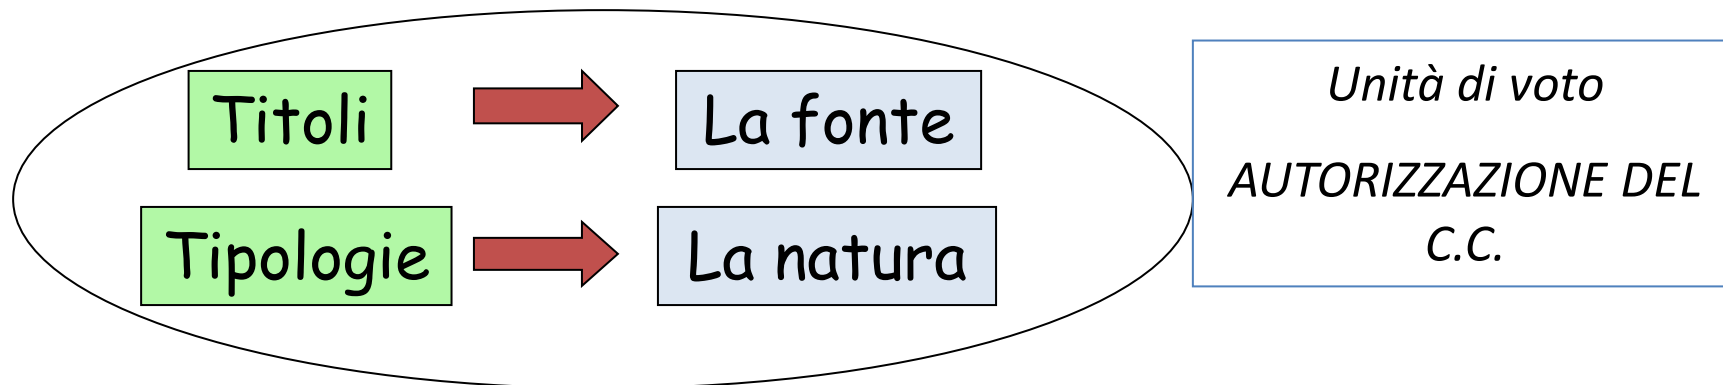 Titoli
La fonte
Tipologie
La natura
Unità di voto
AUTORIZZAZIONE DEL
C.C.